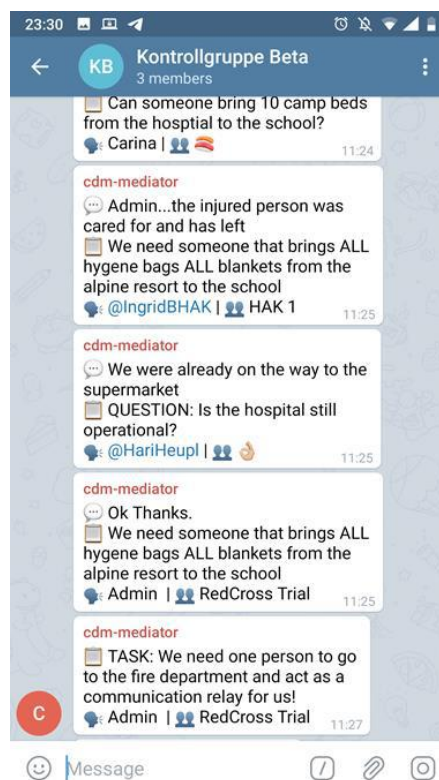 23:30
KB
Kontrollgruppe Beta
3 members
Can someone bring 10 camp beds
from the hosptial to the school?
Carina |
11:24
cdm-mediator
Admin...the injured person was
cared for and has left
We need someone that brings ALL
hygene bags ALL blankets from the
alpine resort to the school
@IngridBHAK | HAK 1
11:25
cdm-mediator
We were already on the way to the
supermarket
QUESTION: Is the hospital still
operational?
@HariHeupl |
11:25
cdm-mediator
Ok Thanks.
We need someone that brings ALL
hygene bags ALL blankets from the
alpine resort to the school
Admin | RedCross Trial
11:25
cdm-mediator
TASK: We need one person to go
to the fire department and act as a
communication relay for us!
Admin | RedCross Trial
11:27
C
Message